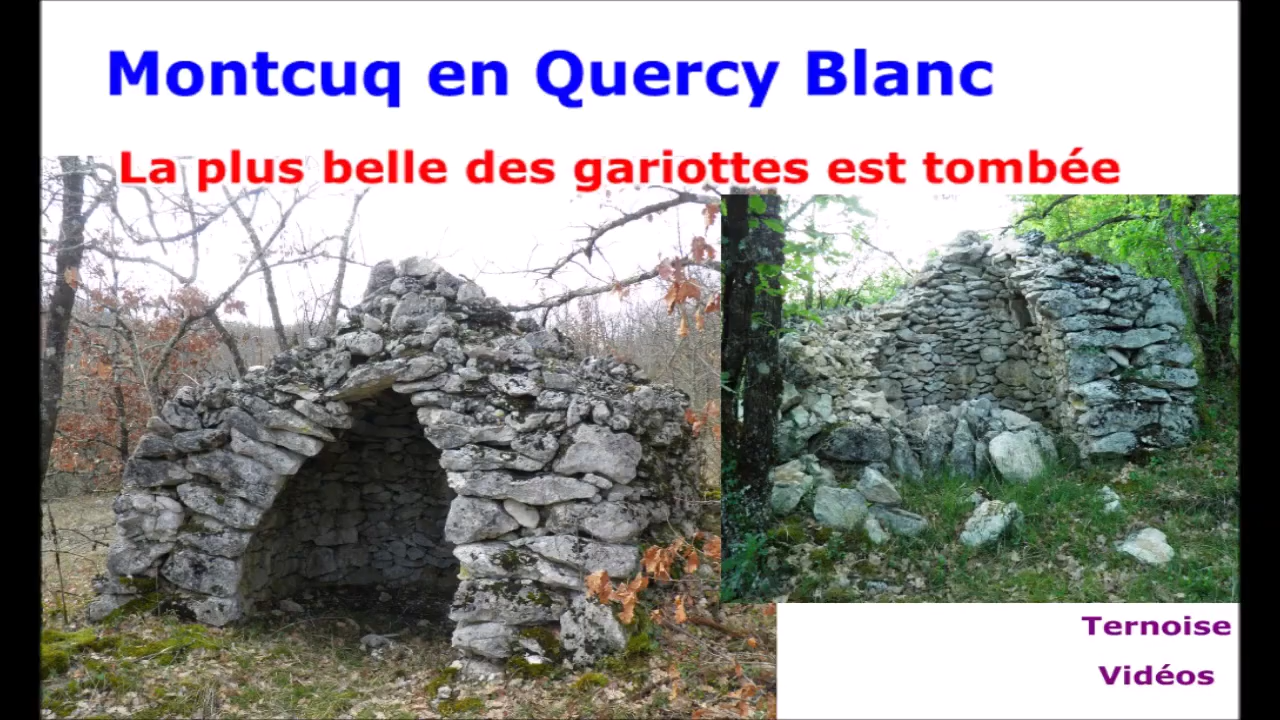 Montcuq en Quercy Blanc
La plus belle des gariottes est tombée
Ternoise
Vidéos